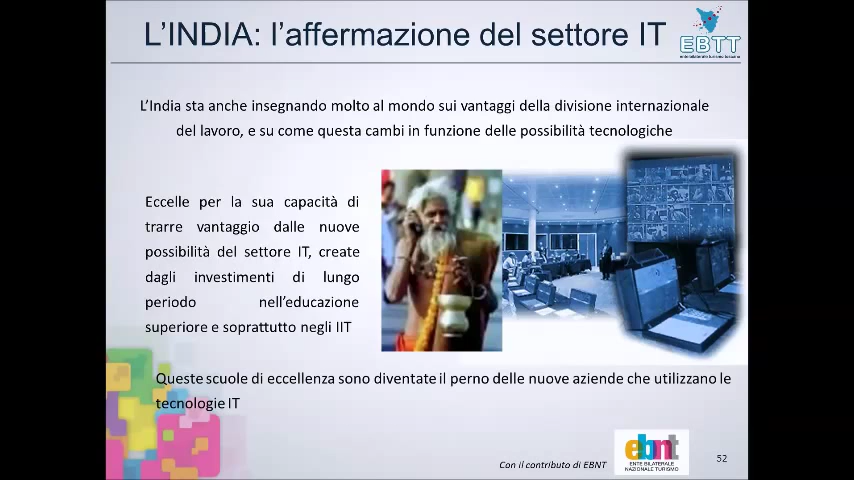 L'INDIA: l'affermazione del settore IT
EBTT
ente bilaterale turismo toscano
L'India sta anche insegnando molto al mondo sui vantaggi della divisione internazionale
del lavoro, e su come questa cambi in funzione delle possibilità tecnologiche
Eccelle per la sua capacità di
trarre vantaggio dalle nuove
possibilità del settore IT, create
dagli investimenti di lungo
periodo nell'educazione
superiore e soprattutto negli IIT
Queste scuole di eccellenza sono diventate il perno delle nuove aziende che utilizzano le
tecnologie IT
Con il contributo di EBNT
ebnt
ENTE BILATERALE
NAZIONALE TURISMO
52